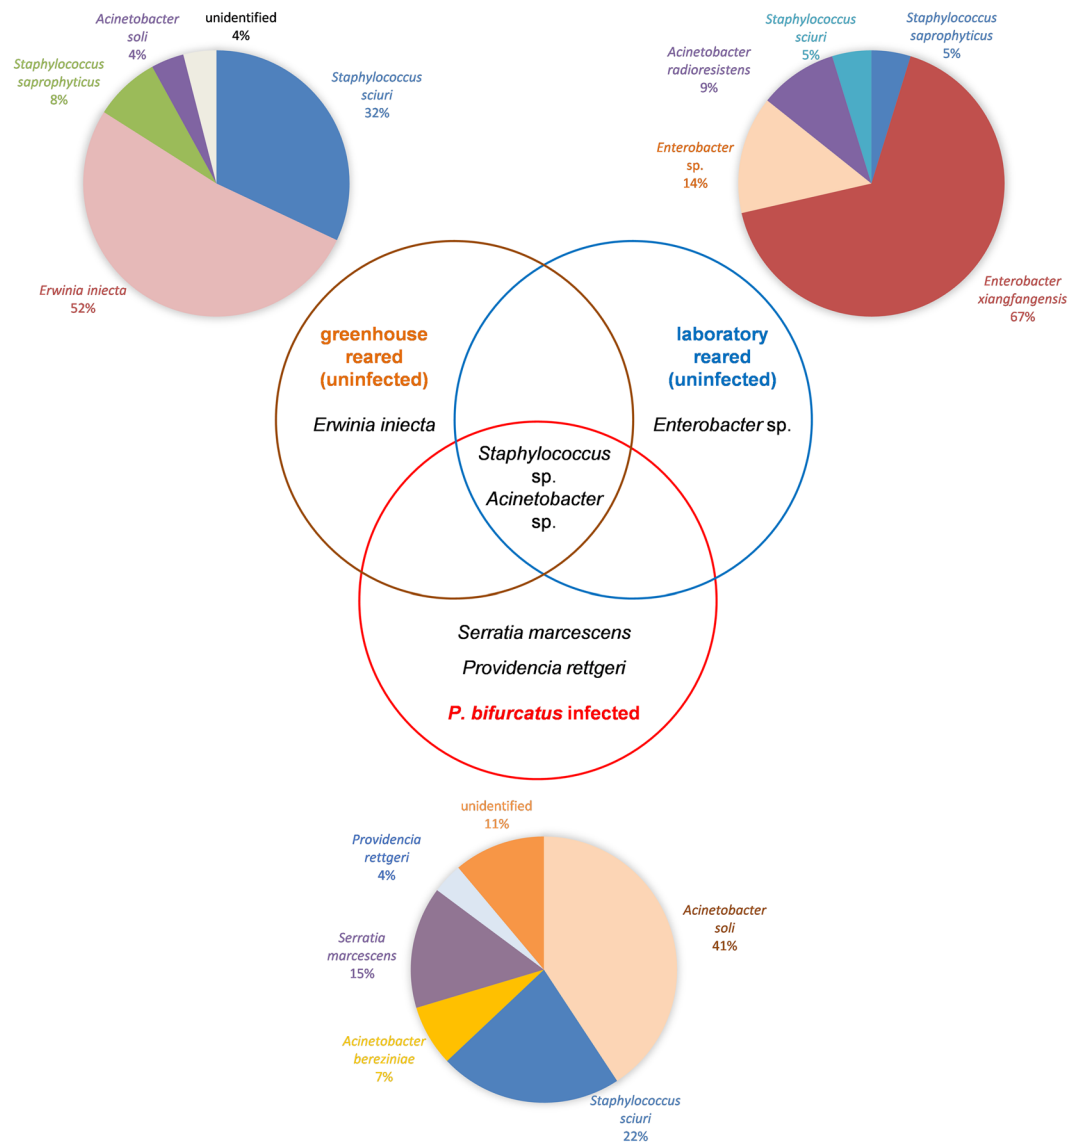 Acinetobacter
soli
4%
unidentified
4%
Staphylococcus
saprophyticus
8%
Staphylococcus
sciuri
32%
Erwinia iniecta
52%
Staphylococcus
sciuri
5%
Staphylococcus
saprophyticus
5%
Acinetobacter
radioresistens
9%
Enterobacter
sp.
14%
Enterobacter
xiangfangensis
67%
greenhouse
reared
(uninfected)
Erwinia iniecta
laboratory
reared
(uninfected)
Enterobacter sp.
Staphylococcus
sp.
Acinetobacter
sp.
Serratia marcescens
Providencia rettgeri
P. bifurcatus infected
unidentified
11%
Providencia
rettgeri
4%
Acinetobacter
soli
41%
Serratia
marcescens
15%
Acinetobacter
bereziniae
7%
Staphylococcus
sciuri
22%